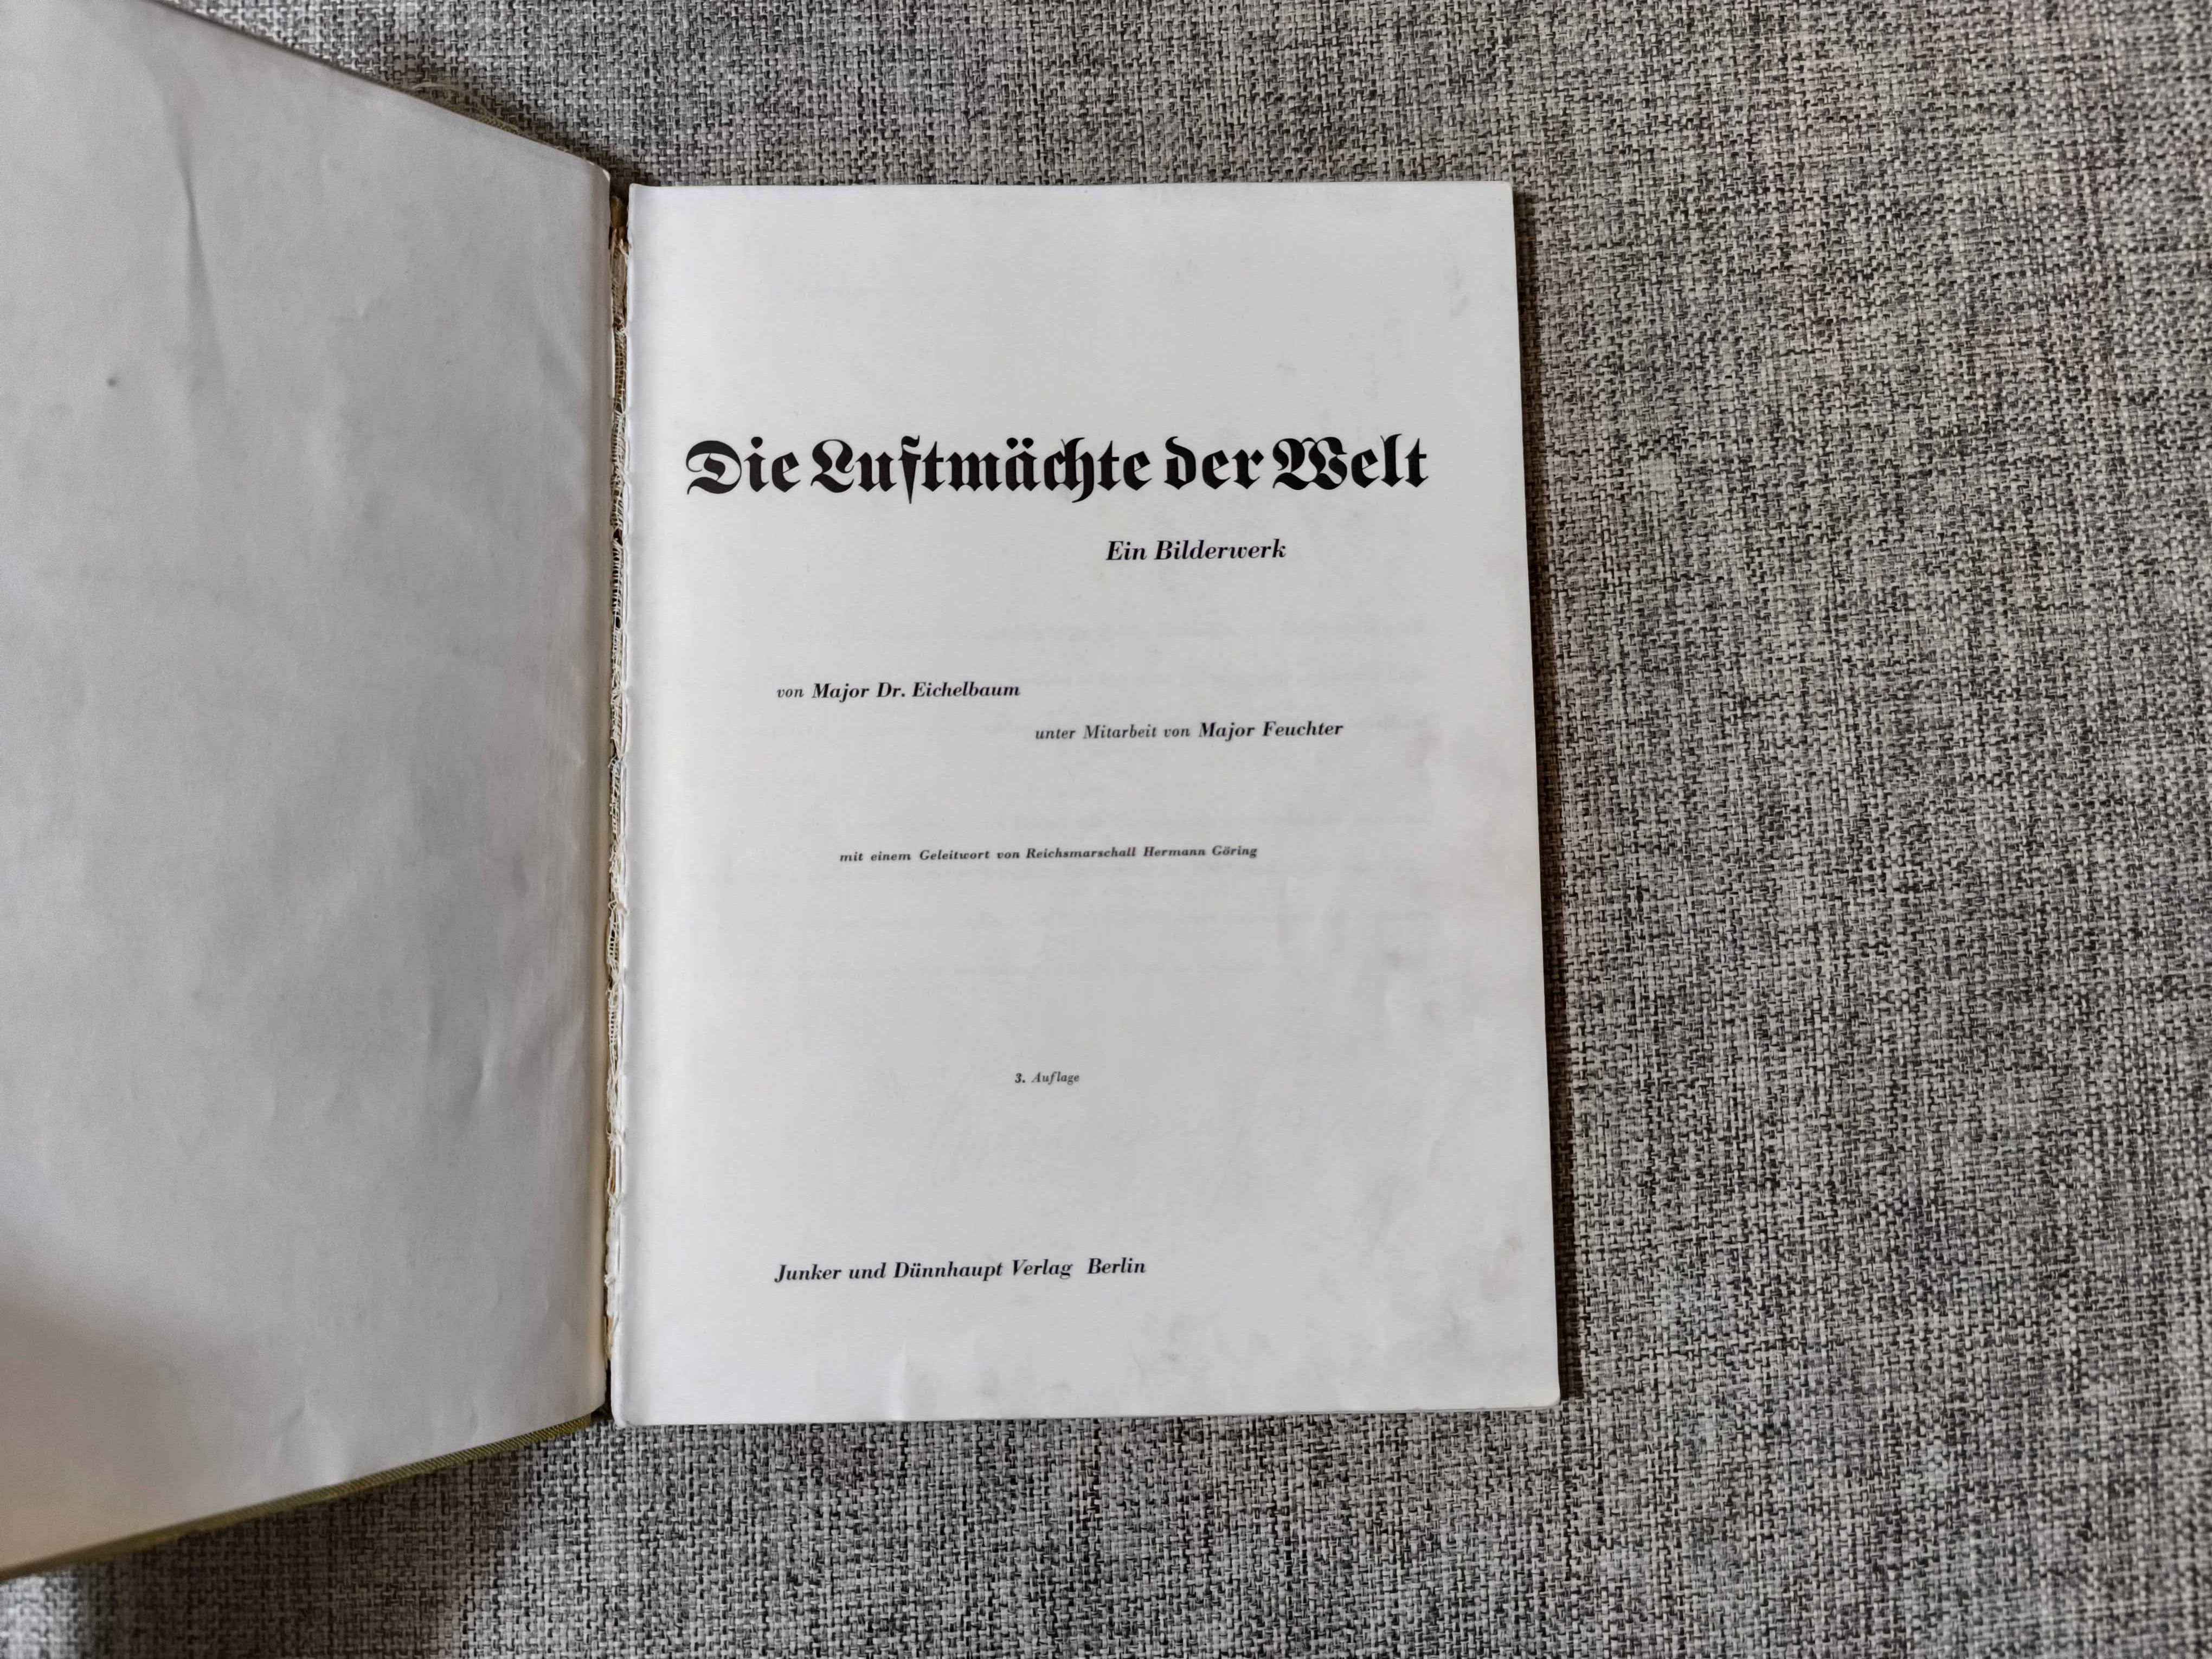 Die Luftmächte der Welt
Ein Bilderwerk
von Major Dr. Eichelbaum
unter Mitarbeit von Major Feuchter
mit einem Geleitwort von Reichsmarschall Hermann Göring
3. Auflage
Junker und Dünnhaupt Verlag Berlin